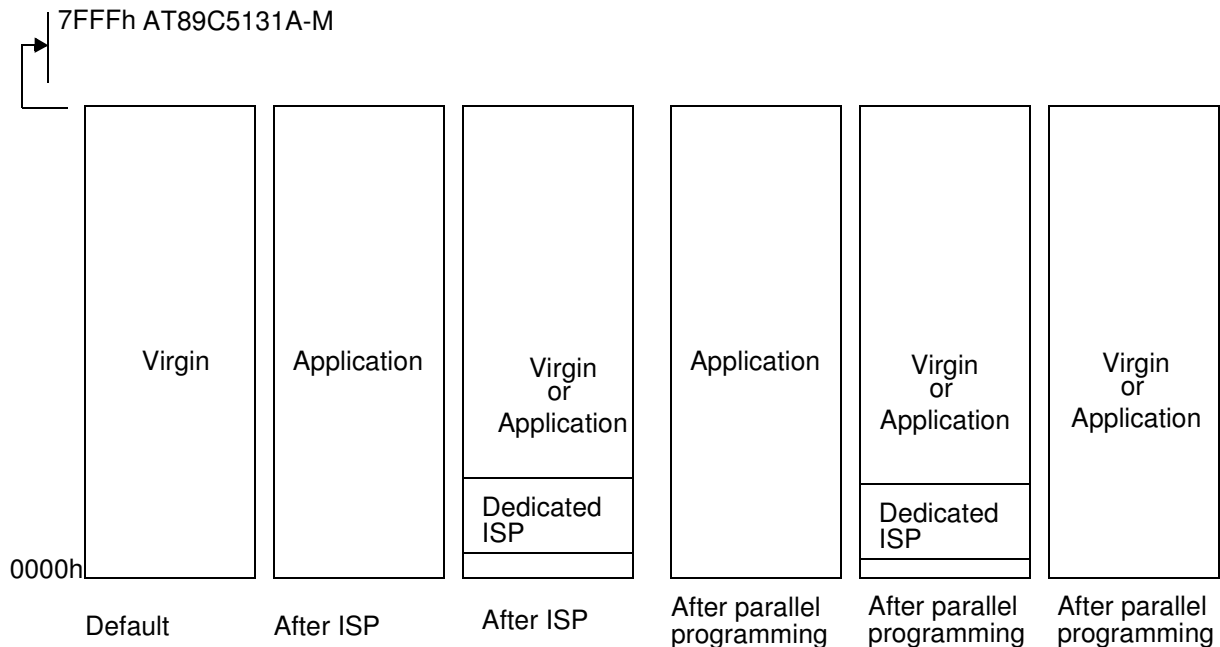 7FFFh AT89C5131A-M
Virgin
Application
Virgin
or
Application
Application
Virgin
or
Application
Virgin
or
Application
Dedicated
ISP
Dedicated
ISP
0000h
Default
After ISP
After ISP
After parallel
programming
After parallel
programming
After parallel
programming